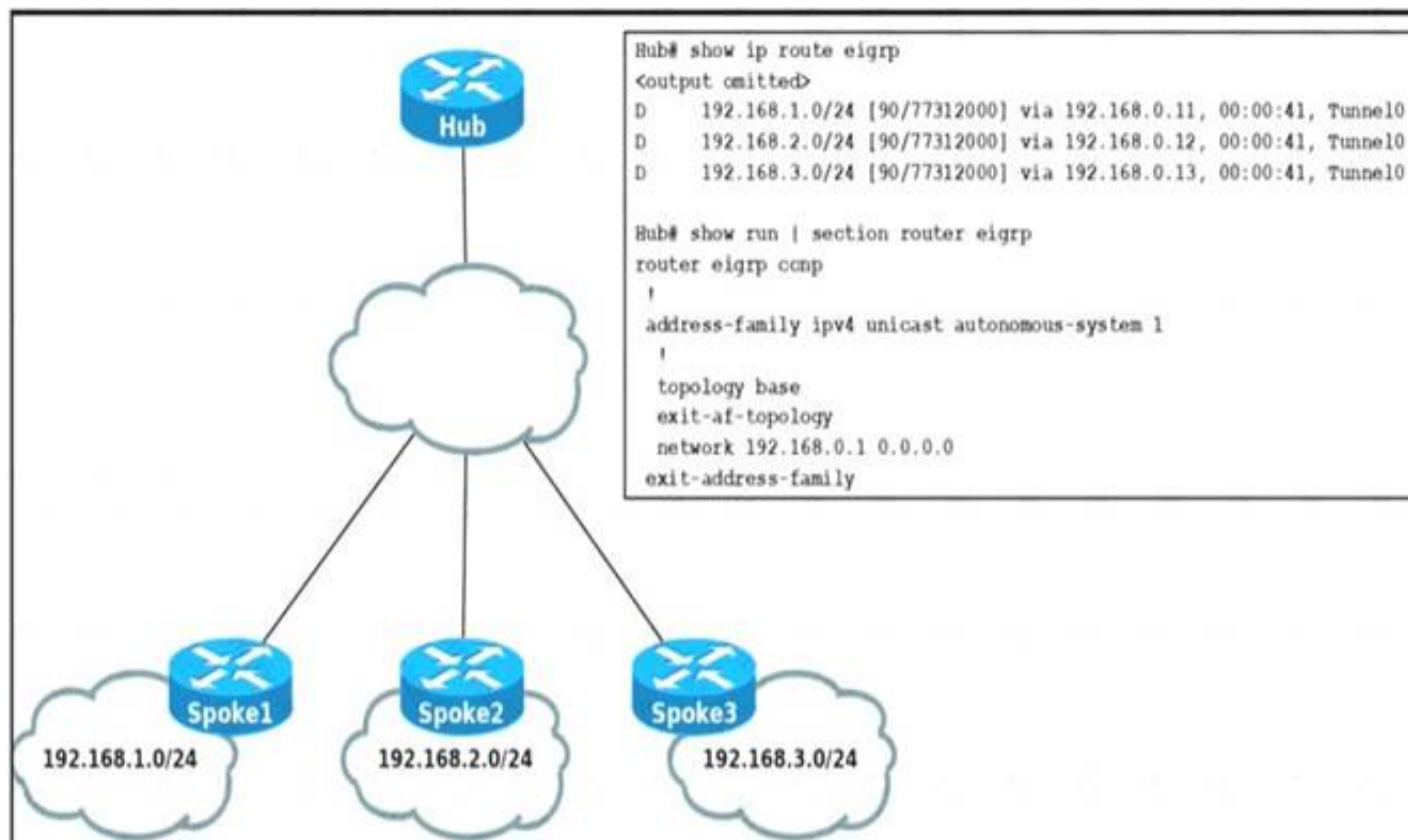 Hub# show ip route eigrp
<output omitted>
D 192.168.1.0/24 [90/77312000] via 192.168.0.11, 00:00:41, Tunnel0
D 192.168.2.0/24 [90/77312000] via 192.168.0.12, 00:00:41, Tunnel0
D 192.168.3.0/24 [90/77312000] via 192.168.0.13, 00:00:41, Tunnel0
Hub# show run | section router eigrp
router eigrp ccnp
!
address-family ipv4 unicast autonomous-system 1
!
topology base
exit-af-topology
network 192.168.0.1 0.0.0.0
exit-address-family
Hub
Spoke1
Spoke2
Spoke3
192.168.1.0/24
192.168.2.0/24
192.168.3.0/24